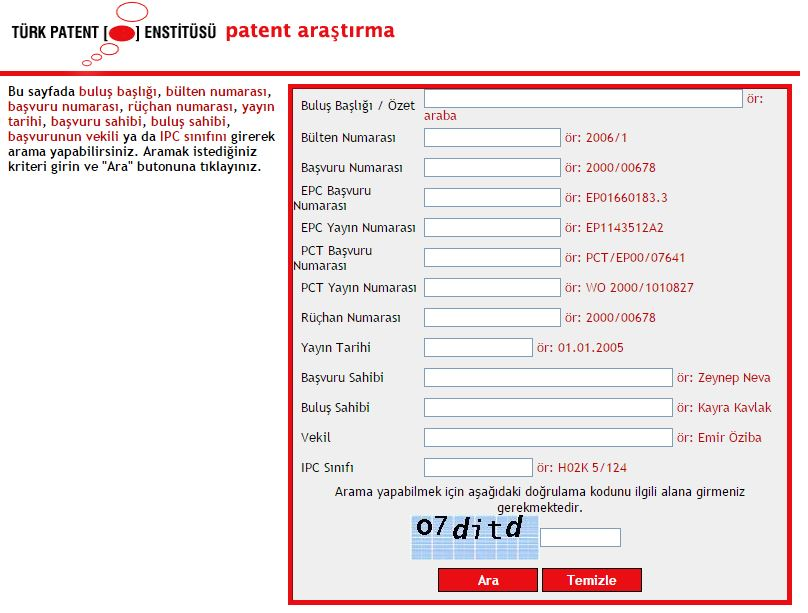 TÜRK PATENT [ ] ENSTİTÜSÜ patent araştırma
Bu sayfada buluş başlığı, bülten numarası,
başvuru numarası, rüçhan numarası, yayın
tarihi, başvuru sahibi, buluş sahibi,
başvurunun vekili ya da IPC sınıfını girerek
arama yapabilirsiniz. Aramak istediğiniz
kriteri girin ve "Ara" butonuna tıklayınız.
Buluş Başlığı / Özet ör:
araba
Bülten Numarası ör: 2006/1
Başvuru Numarası ör: 2000/00678
EPC Başvuru
Numarası ör: EP01660183.3
EPC Yayın Numarası ör: EP1143512A2
PCT Başvuru
Numarası ör: PCT/EP00/07641
PCT Yayın Numarası ör: WO 2000/1010827
Rüçhan Numarası ör: 2000/00678
Yayın Tarihi ör: 01.01.2005
Başvuru Sahibi ör: Zeynep Neva
Buluş Sahibi ör: Kayra Kavlak
Vekil ör: Emir Öziba
IPC Sınıfı ör: H02K 5/124
Arama yapabilmek için aşağıdaki doğrulama kodunu ilgili alana girmeniz
gerekmektedir.
o7ditd
Ara Temizle